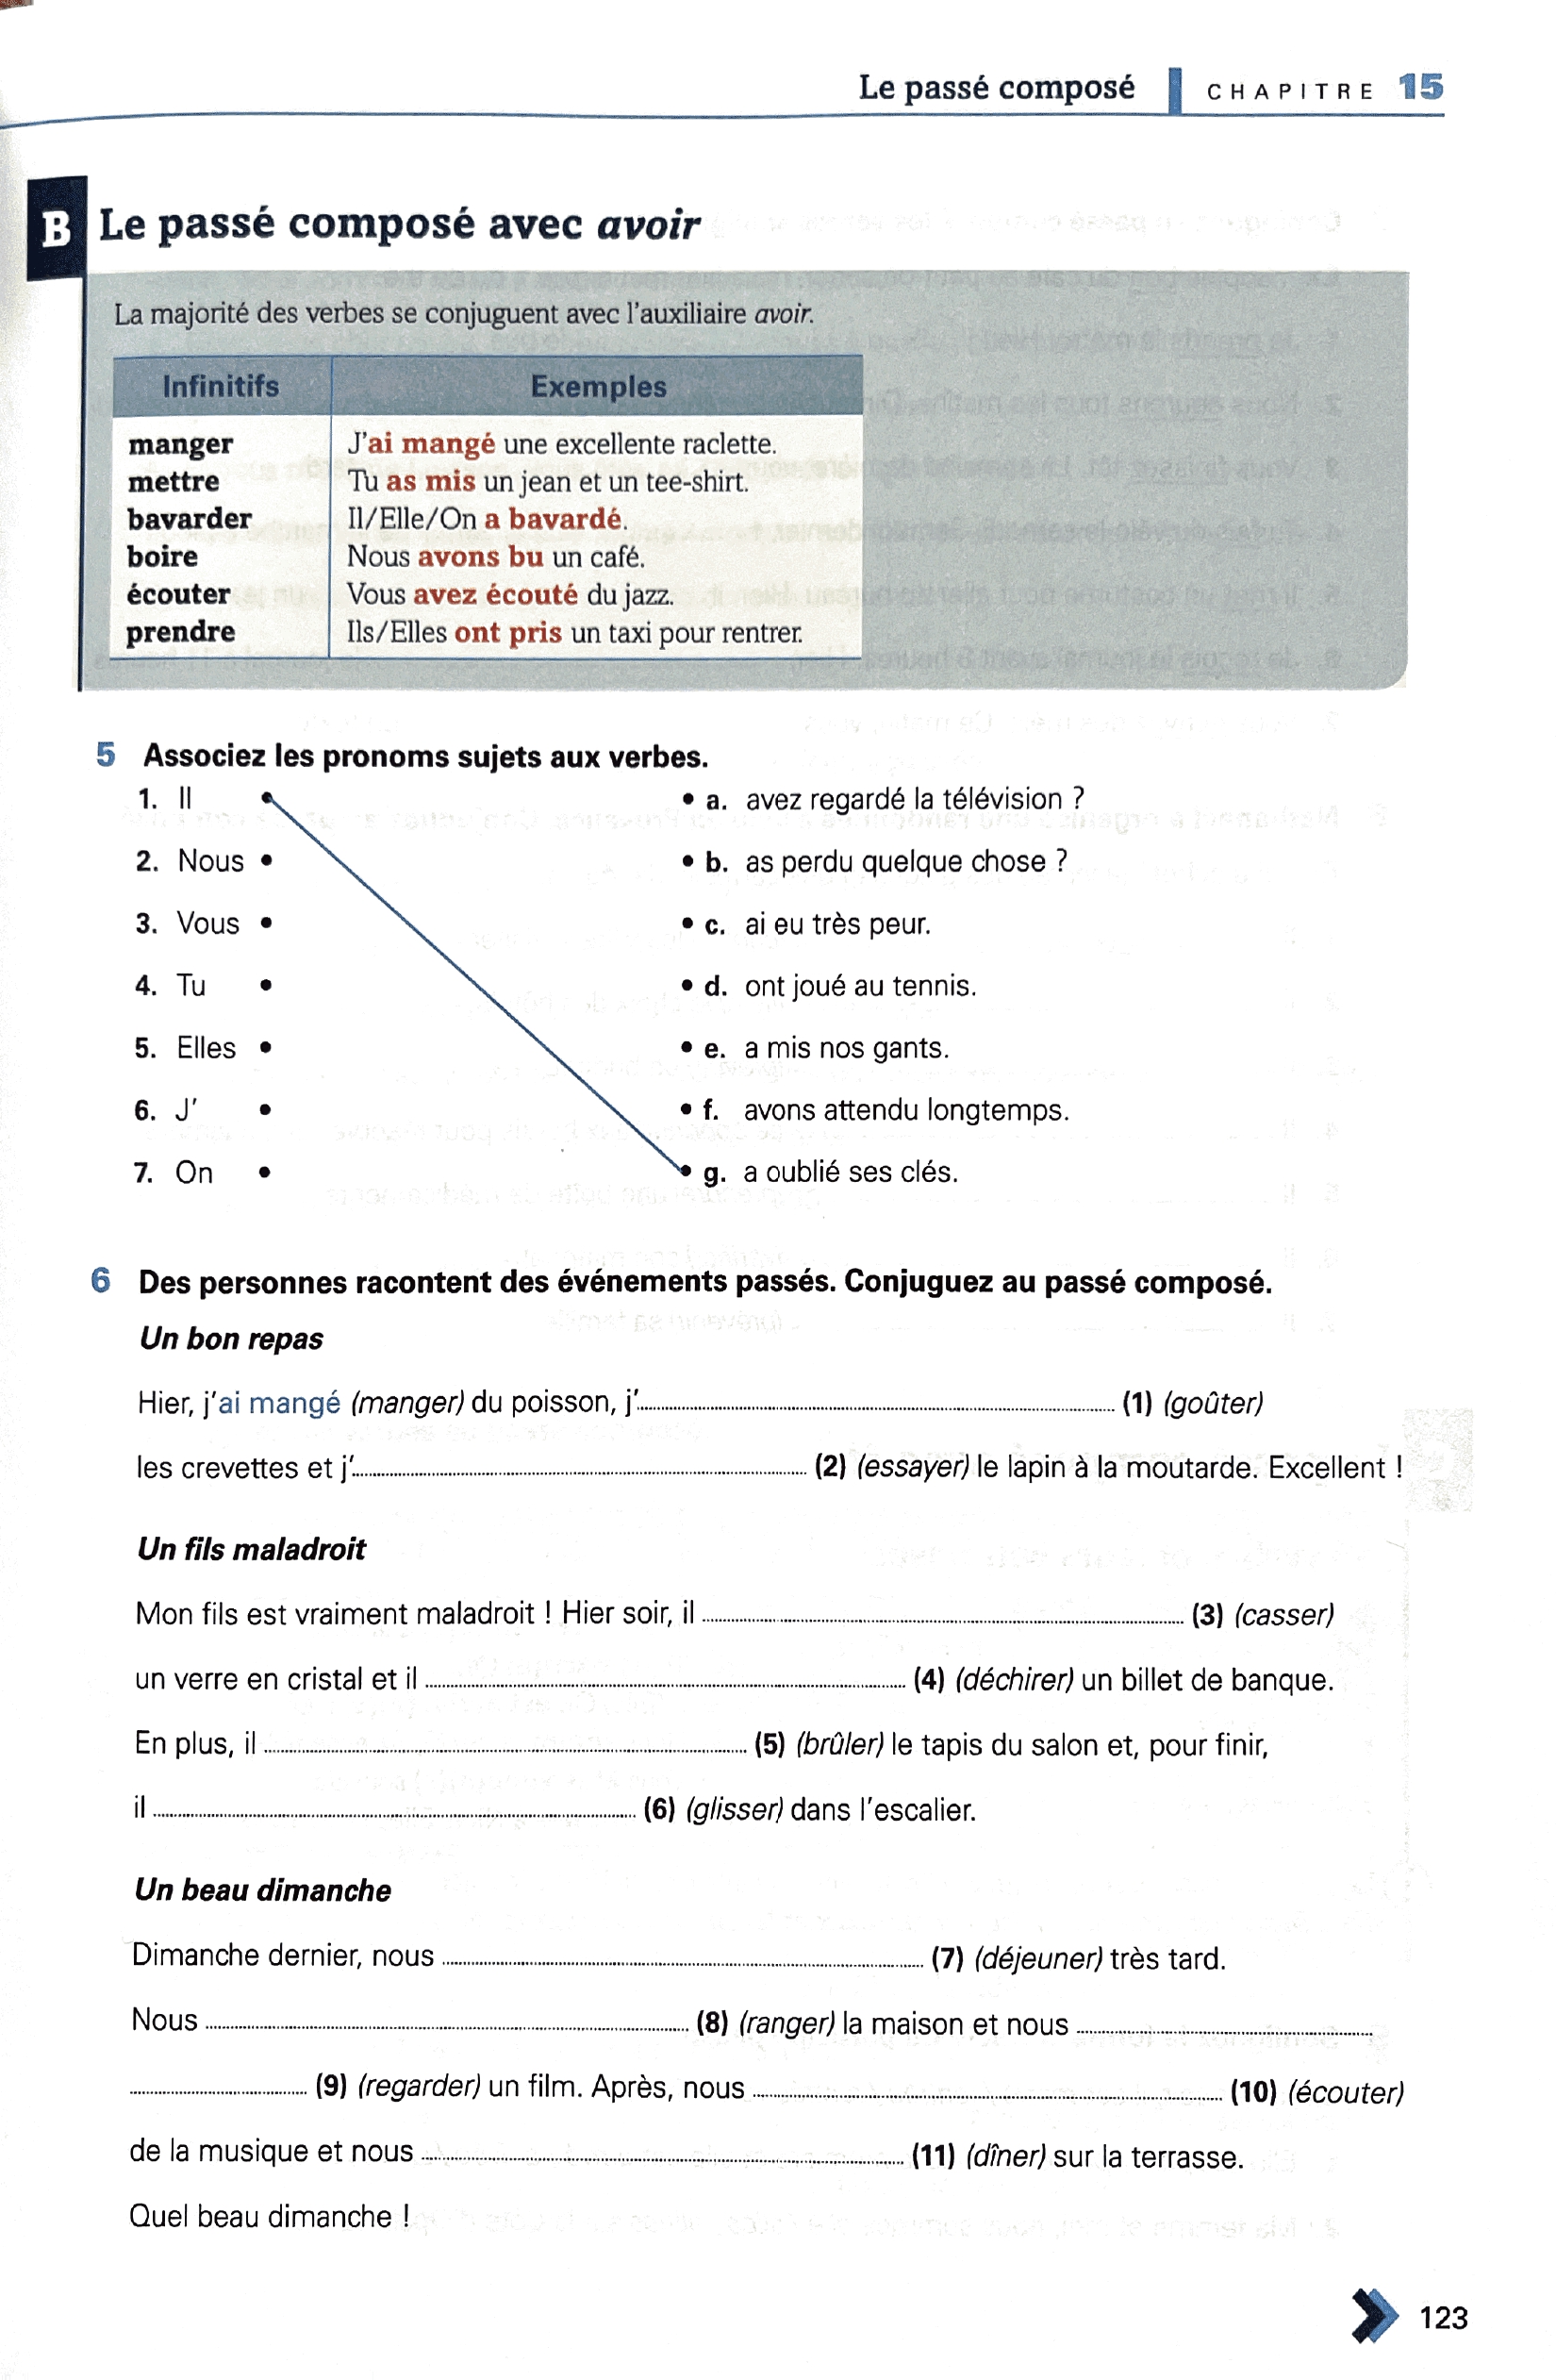 Le passé composé CHAPITRE 15
B Le passé composé avec avoir
La majorité des verbes se conjuguent avec l'auxiliaire avoir.
Infinitifs Exemples
manger J'ai mangé une excellente raclette.
mettre Tu as mis un jean et un tee-shirt.
bavarder Il/Elle/On a bavardé.
boire Nous avons bu un café.
écouter Vous avez écouté du jazz.
prendre Ils/Elles ont pris un taxi pour rentrer.
5 Associez les pronoms sujets aux verbes.
1. Il • • a. avez regardé la télévision ?
2. Nous • • b. as perdu quelque chose ?
3. Vous • • c. ai eu très peur.
4. Tu • • d. ont joué au tennis.
5. Elles • • e. a mis nos gants.
6. J' • • f. avons attendu longtemps.
7. On • • g. a oublié ses clés.
6 Des personnes racontent des événements passés. Conjuguez au passé composé.
Un bon repas
Hier, j'ai mangé (manger) du poisson, j'.......... (1) (goûter)
les crevettes et j'.......... (2) (essayer) le lapin à la moutarde. Excellent !
Un fils maladroit
Mon fils est vraiment maladroit ! Hier soir, il .......... (3) (casser)
un verre en cristal et il .......... (4) (déchirer) un billet de banque.
En plus, il .......... (5) (brûler) le tapis du salon et, pour finir,
il .......... (6) (glisser) dans l'escalier.
Un beau dimanche
Dimanche dernier, nous .......... (7) (déjeuner) très tard.
Nous .......... (8) (ranger) la maison et nous ..........
.......... (9) (regarder) un film. Après, nous .......... (10) (écouter)
de la musique et nous .......... (11) (dîner) sur la terrasse.
Quel beau dimanche !
123